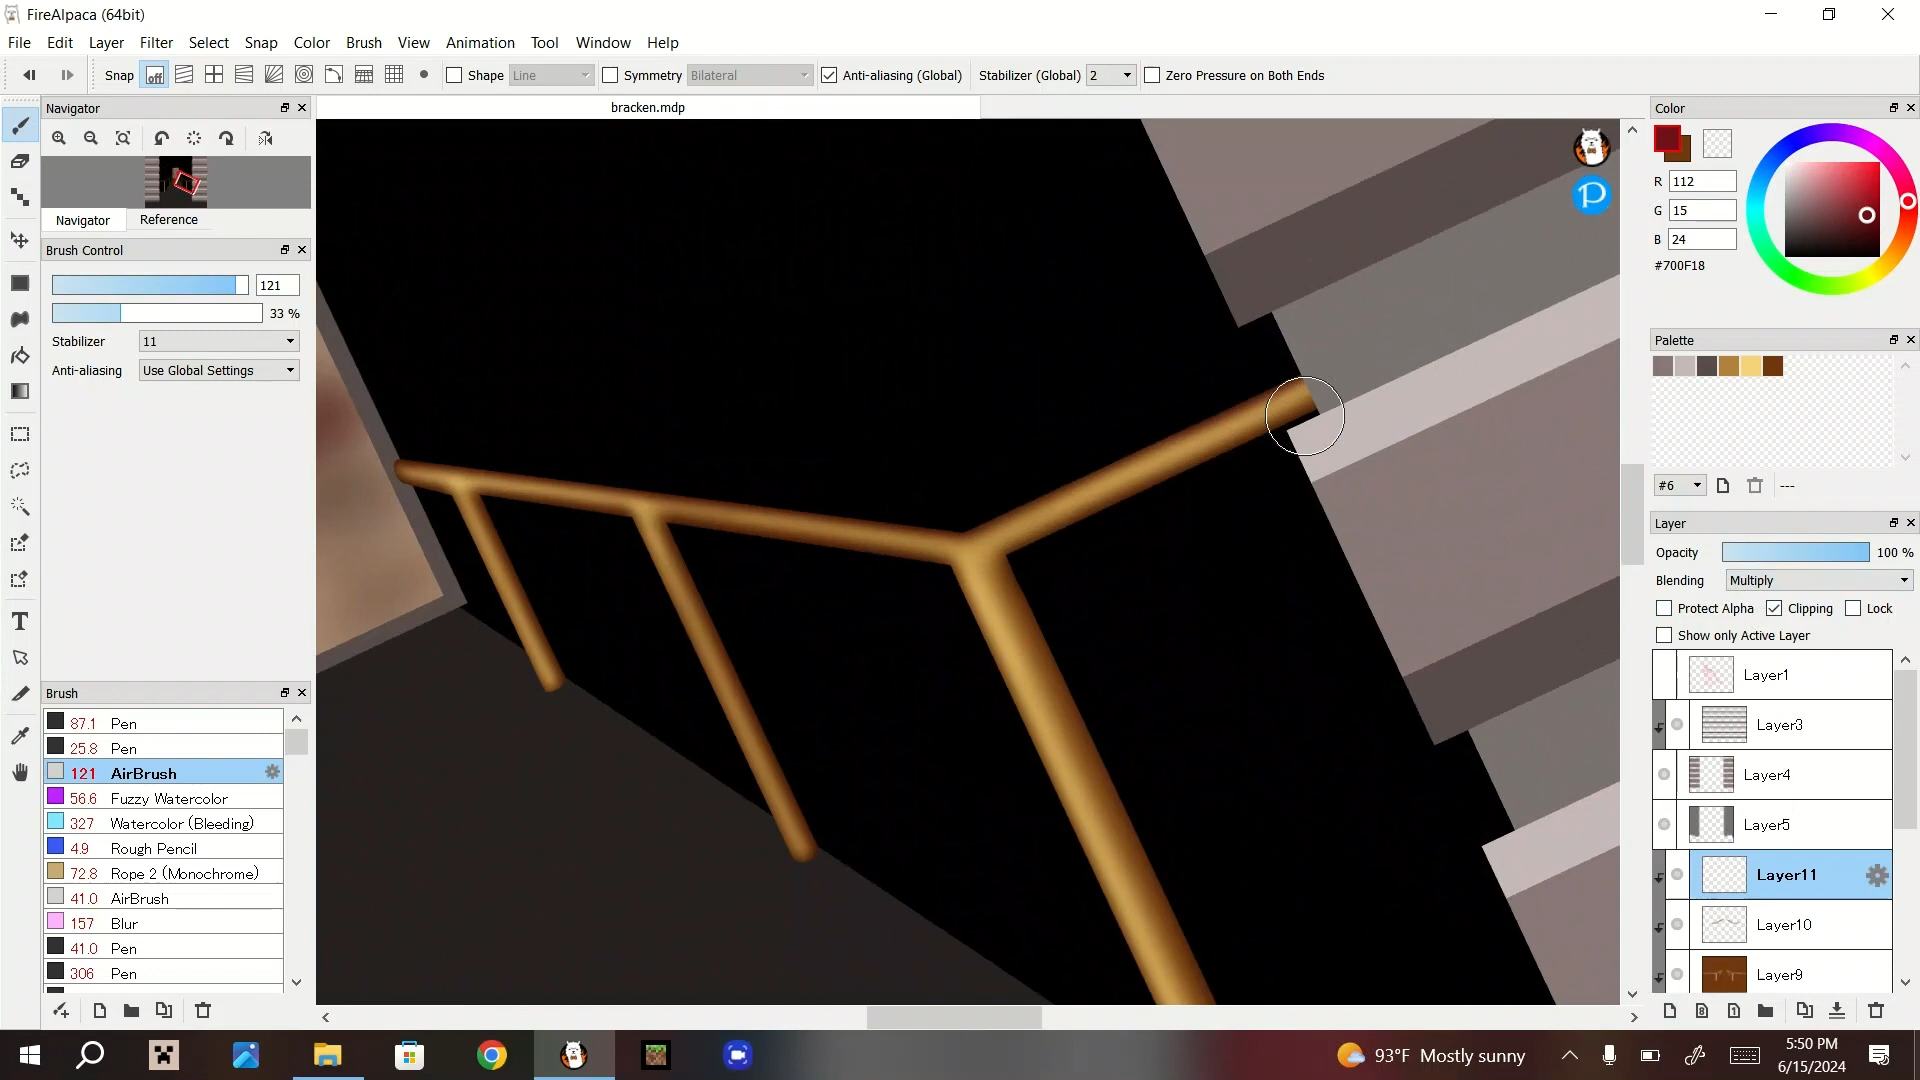 FireAlpaca (64bit)
File Edit Layer Filter Select Snap Color Brush View Animation Tool Window Help
Snap off Shape Line Symmetry Bilateral Anti-aliasing (Global) Stabilizer (Global) 2 Zero Pressure on Both Ends
Navigator
bracken.mdp
Navigator Reference
Brush Control
121
33 %
Stabilizer 11
Anti-aliasing Use Global Settings
Brush
87.1 Pen
25.8 Pen
121 AirBrush
56.6 Fuzzy Watercolor
327 Watercolor (Bleeding)
4.9 Rough Pencil
72.8 Rope 2 (Monochrome)
41.0 AirBrush
157 Blur
41.0 Pen
306 Pen
Color
R 112
G 15
B 24
#700F18
Palette
#6 ---
Layer
Opacity 100 %
Blending Multiply
Protect Alpha Clipping Lock
Show only Active Layer
Layer1
Layer3
Layer4
Layer5
Layer11
Layer10
Layer9
93°F Mostly sunny
5:50 PM
6/15/2024